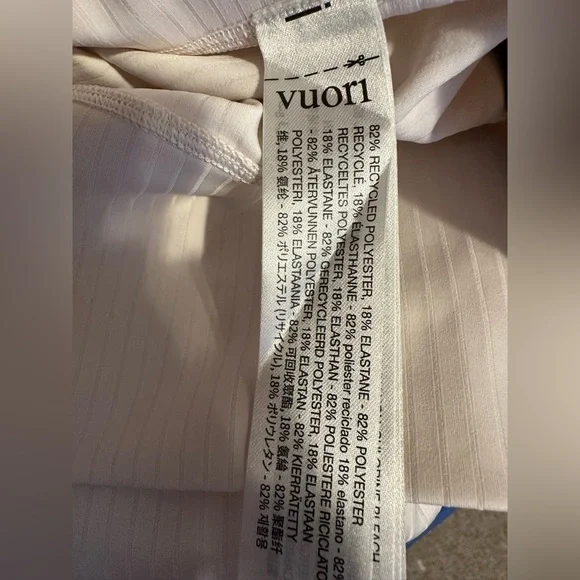 vuori
82% RECYCLED POLYESTER, 18% ELASTANE - 82% POLYESTER
RECYCLÉ, 18% ÉLASTHANNE - 82% poliéster reciclado 18% elastano - 82%
RECYCELTES POLYESTER, 18% ELASTHAN - 82% POLIESTERE RICICLATO
18% ELASTANE - 82% GERECYCLEERD POLYESTER, 18% ELASTAAN
- 82% ÅTERVUNNEN POLYESTER, 18% ELASTAN - 82% KIERRÄTETTY
POLYESTERI, 18% ELASTAANIA - 82% 可回收聚酯, 18% 氨綸 - 82% 聚酯纤
维, 18% 氨纶 - 82% ポリエステル (リサイクル), 18% ポリウレタン - 82% 재활용
BLEACH